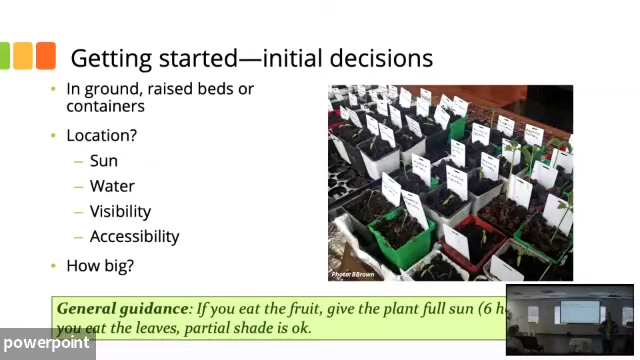 Getting started—initial decisions
• In ground, raised beds or
containers
• Location?
– Sun
– Water
– Visibility
– Accessibility
• How big?
Photo: BBrown
General guidance: If you eat the fruit, give the plant full sun (6 h
you eat the leaves, partial shade is ok.
powerpoint